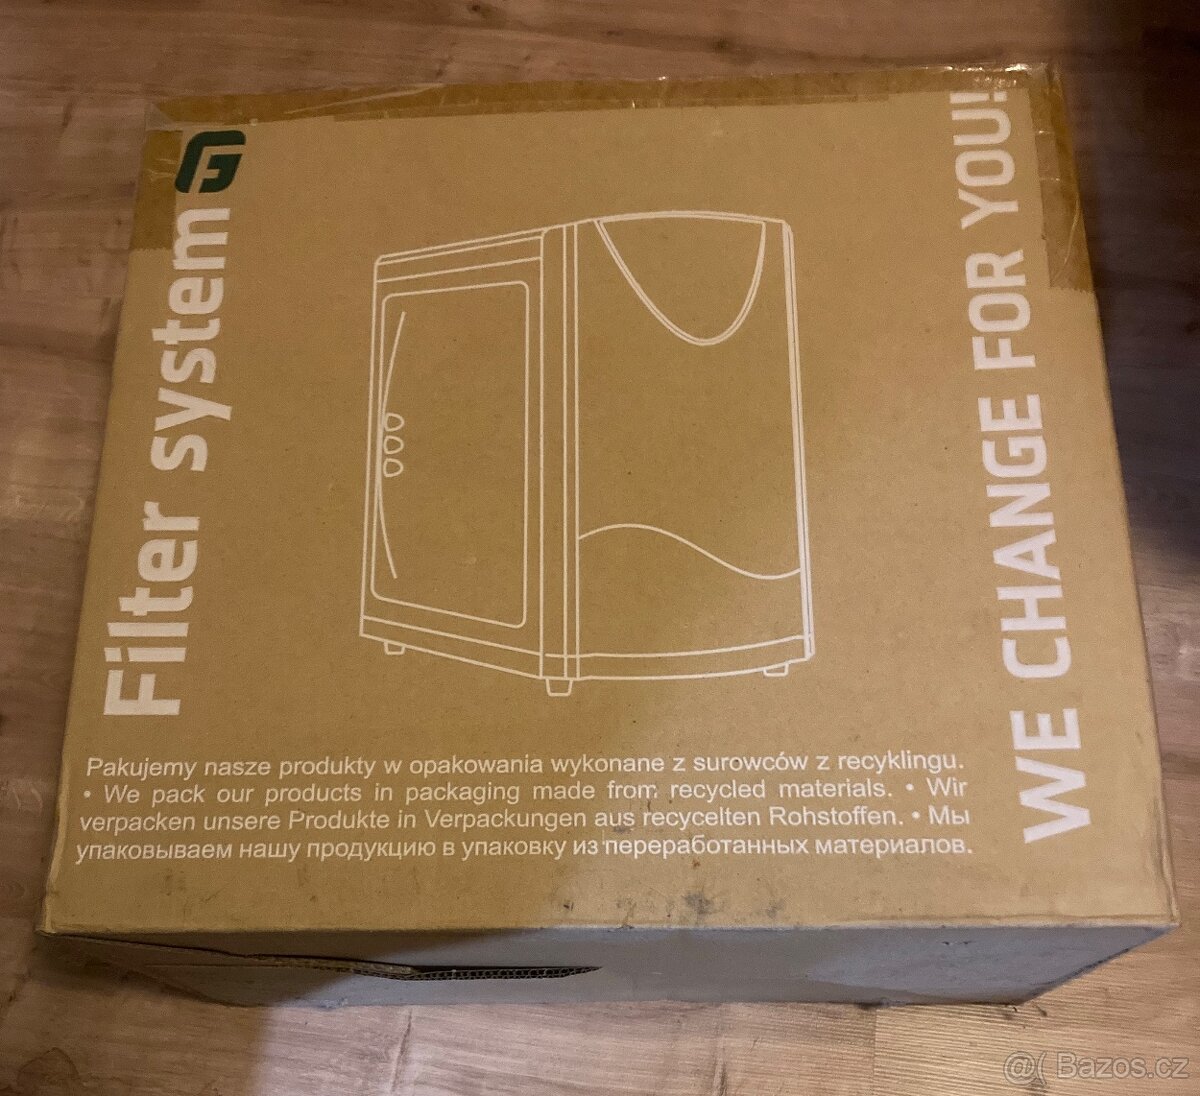 Filter system
WE CHANGE FOR YOU!
Pakujemy nasze produkty w opakowania wykonane z surowców z recyklingu.
• We pack our products in packaging made from recycled materials. • Wir
verpacken unsere Produkte in Verpackungen aus recycelten Rohstoffen. • Мы
упаковываем нашу продукцию в упаковку из переработанных материалов.
@( Bazos.cz